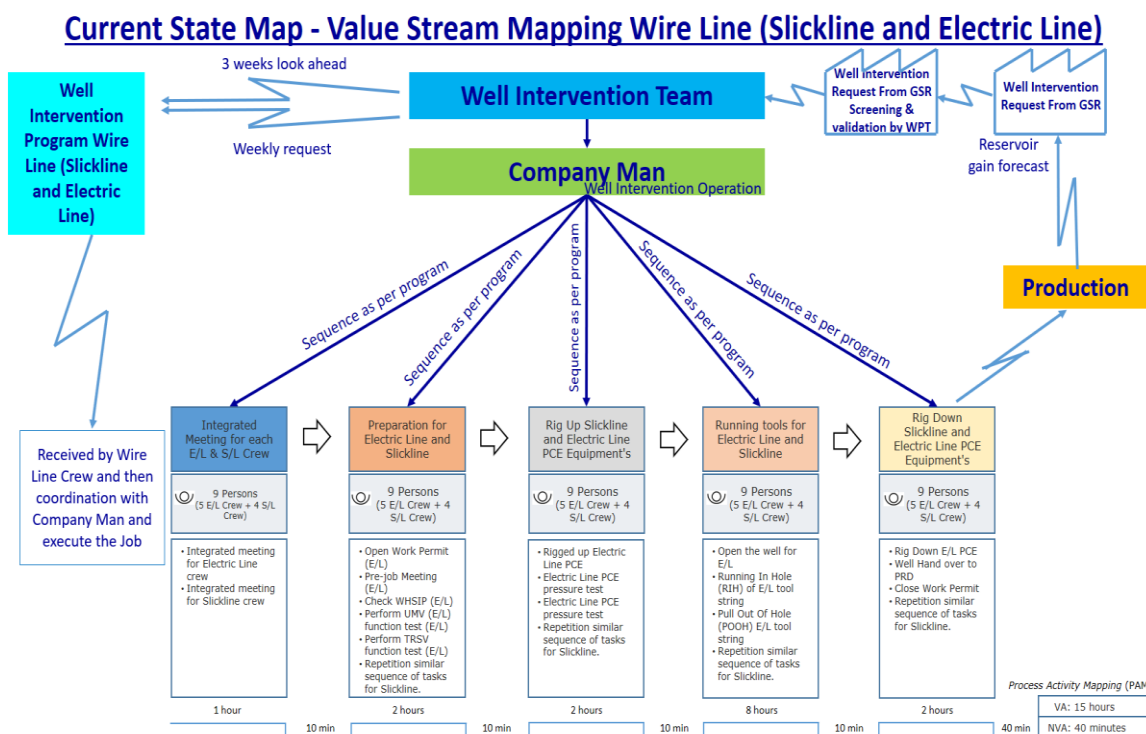 Current State Map - Value Stream Mapping Wire Line (Slickline and Electric Line)
3 weeks look ahead
Weekly request
Well
Intervention
Program Wire
Line (Slickline
and Electric
Line)
Well Intervention Team
Well Intervention
Request From GSR
Screening &
validation by WPT
Well Intervention
Request From GSR
Reservoir
gain forecast
Company Man
Well Intervention Operation
Production
Sequence as per program
Sequence as per program
Sequence as per program
Sequence as per program
Sequence as per program
Received by Wire
Line Crew and then
coordination with
Company Man and
execute the Job
Integrated
Meeting for each
E/L & S/L Crew
9 Persons
(5 E/L Crew + 4 S/L
Crew)
• Integrated meeting
for Electric Line
crew
• Integrated meeting
for Slickline crew
1 hour
10 min
Preparation for
Electric Line and
Slickline
9 Persons
(5 E/L Crew + 4
S/L Crew)
• Open Work Permit
(E/L)
• Pre-job Meeting
(E/L)
• Check WHSIP (E/L)
• Perform UMV (E/L)
function test (E/L)
• Perform TRSV
function test (E/L)
• Repetition similar
sequence of tasks
for Slickline.
2 hours
10 min
Rig Up Slickline
and Electric Line
PCE Equipment's
9 Persons
(5 E/L Crew + 4
S/L Crew)
• Rigged up Electric
Line PCE
• Electric Line PCE
pressure test
• Electric Line PCE
pressure test
• Repetition similar
sequence of tasks
for Slickline.
2 hours
10 min
Running tools for
Electric Line and
Slickline
9 Persons
(5 E/L Crew + 4
S/L Crew)
• Open the well for
E/L
• Running In Hole
(RIH) of E/L tool
string
• Pull Out Of Hole
(POOH) E/L tool
string
• Repetition similar
sequence of tasks
for Slickline.
8 hours
10 min
Rig Down
Slickline and
Electric Line PCE
Equipment's
9 Persons
(5 E/L Crew + 4
S/L Crew)
• Rig Down E/L PCE
• Well Hand over to
PRD
• Close Work Permit
• Repetition similar
sequence of tasks
for Slickline.
2 hours
40 min
Process Activity Mapping (PAM
VA: 15 hours
NVA: 40 minutes